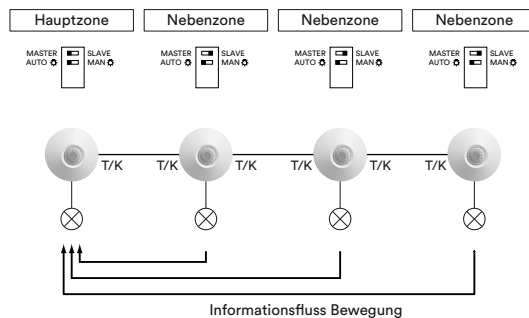 Hauptzone Nebenzone Nebenzone Nebenzone
MASTER SLAVE MASTER SLAVE MASTER SLAVE MASTER SLAVE
AUTO MAN AUTO MAN AUTO MAN AUTO MAN
T/K T/K T/K T/K T/K T/K
Informationsfluss Bewegung